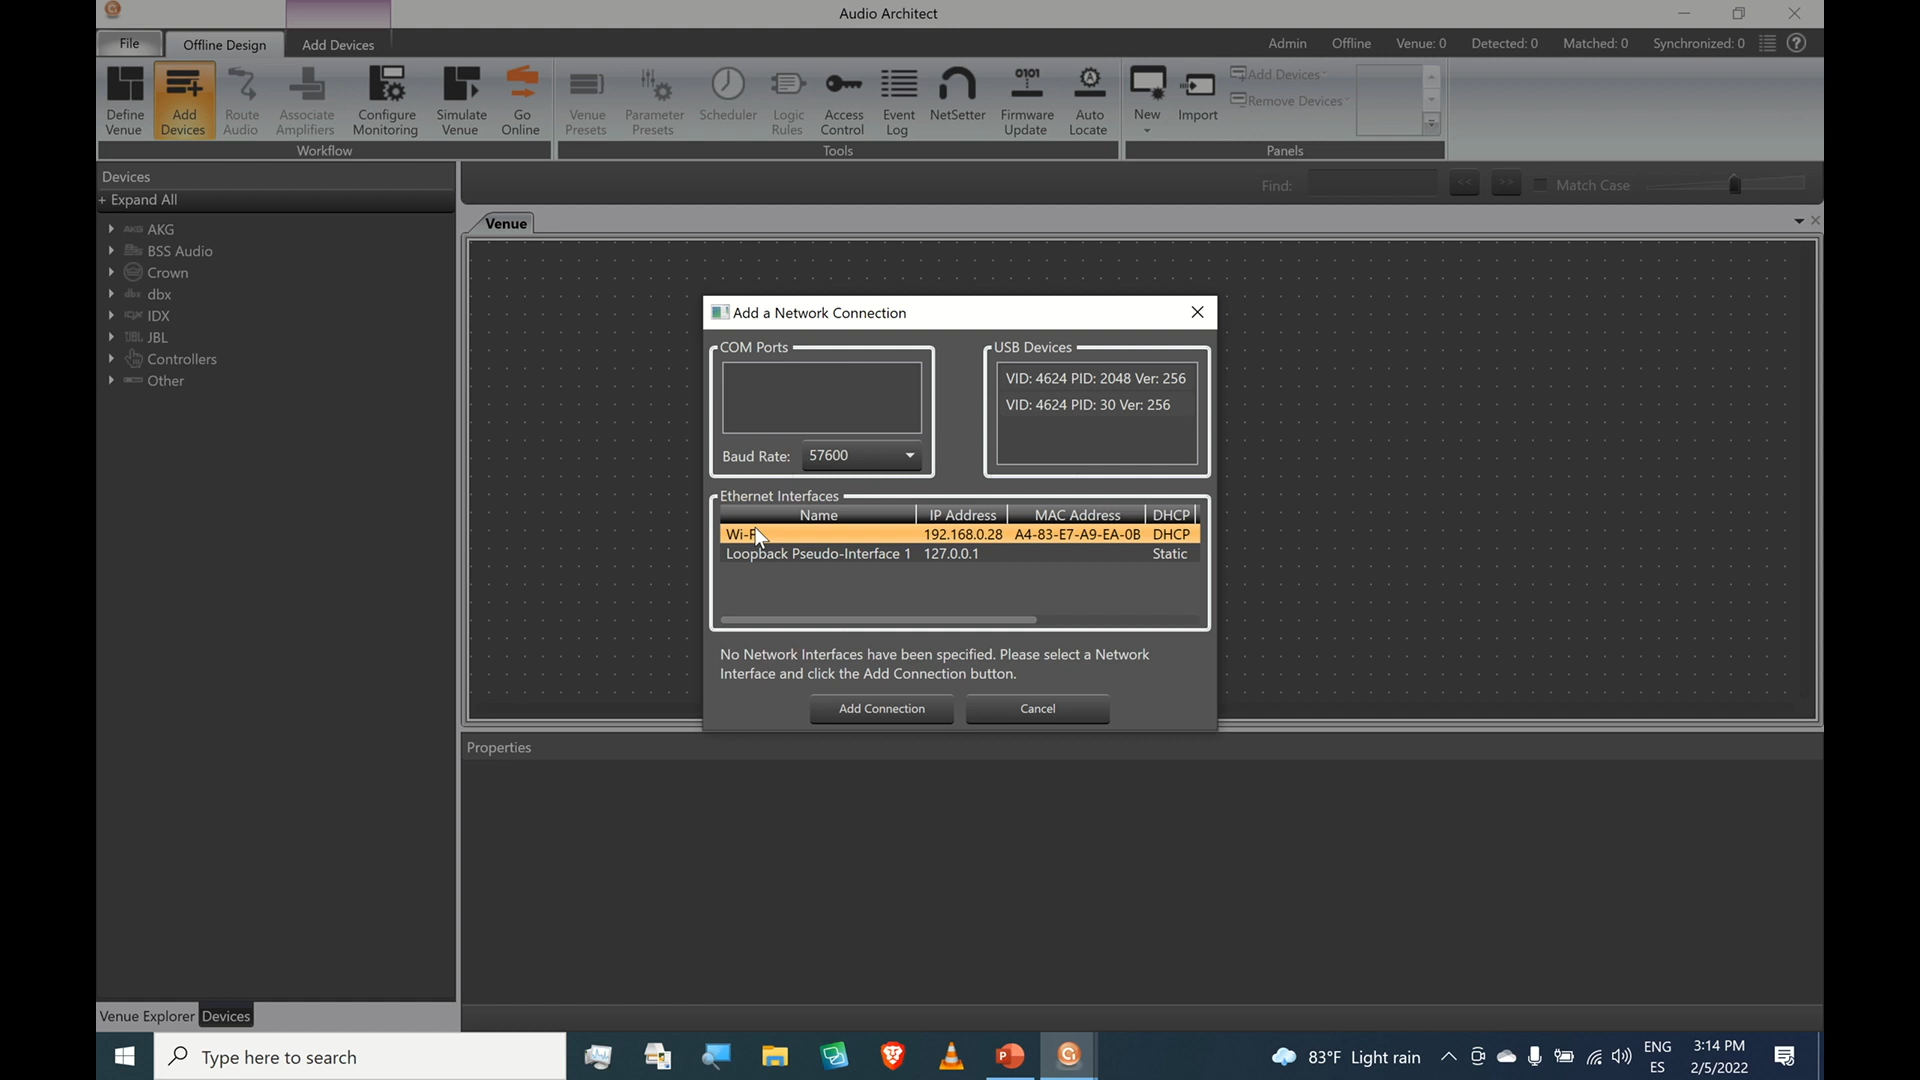 Audio Architect
File
Offline Design
Add Devices
Admin
Offline
Venue: 0
Detected: 0
Matched: 0
Synchronized: 0
Define Venue
Add Devices
Route Audio
Associate Amplifiers
Configure Monitoring
Simulate Venue
Go Online
Workflow
Venue Presets
Parameter Presets
Scheduler
Logic Rules
Access Control
Event Log
NetSetter
0101
Firmware Update
Auto Locate
Tools
New
Import
Add Devices
Remove Devices
Panels
Devices
+ Expand All
AKG
BSS Audio
Crown
dbx
IDX
JBL
Controllers
Other
Find:
<<
>>
Match Case
Venue
Add a Network Connection
COM Ports
Baud Rate: 57600
USB Devices
VID: 4624 PID: 2048 Ver: 256
VID: 4624 PID: 30 Ver: 256
Ethernet Interfaces
Name IP Address MAC Address DHCP
Wi-F 192.168.0.28 A4-83-E7-A9-EA-0B DHCP
Loopback Pseudo-Interface 1 127.0.0.1 Static
No Network Interfaces have been specified. Please select a Network
Interface and click the Add Connection button.
Add Connection
Cancel
Properties
Venue Explorer
Devices
Type here to search
83°F Light rain
ENG
ES
3:14 PM
2/5/2022